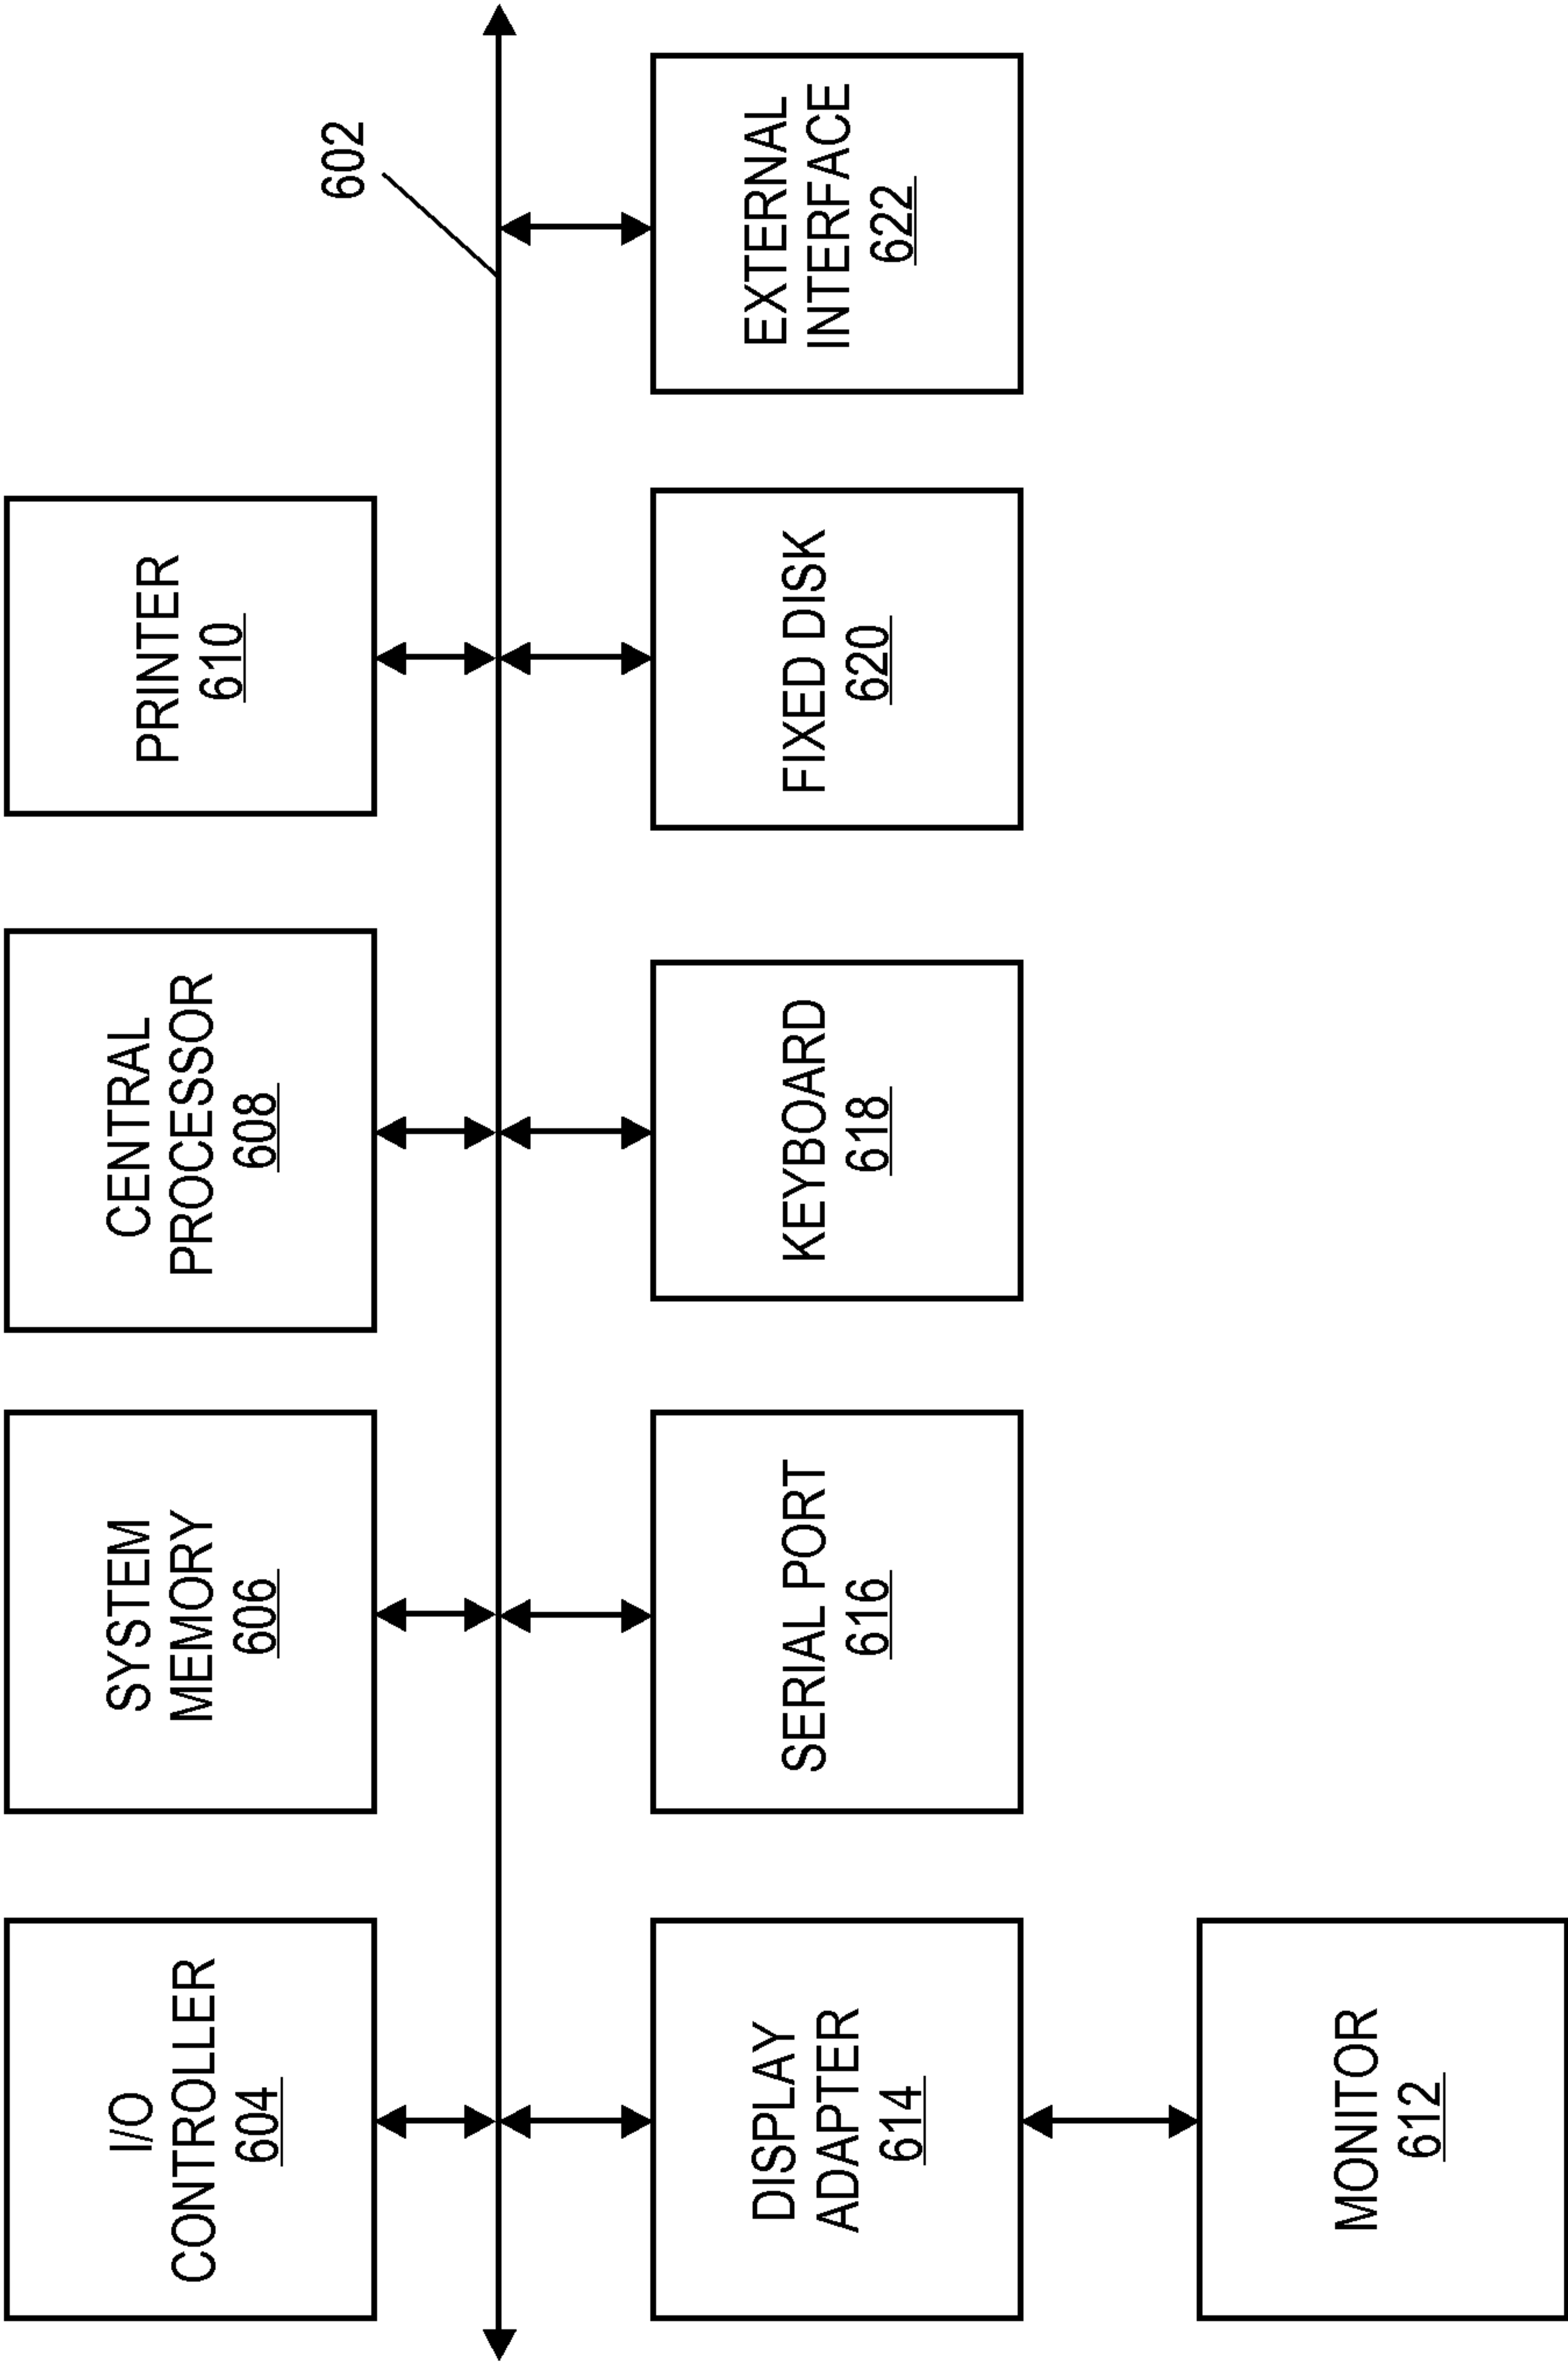 I/O
CONTROLLER
604
SYSTEM
MEMORY
606
CENTRAL
PROCESSOR
608
PRINTER
610
602
DISPLAY
ADAPTER
614
SERIAL PORT
616
KEYBOARD
618
FIXED DISK
620
EXTERNAL
INTERFACE
622
MONITOR
612